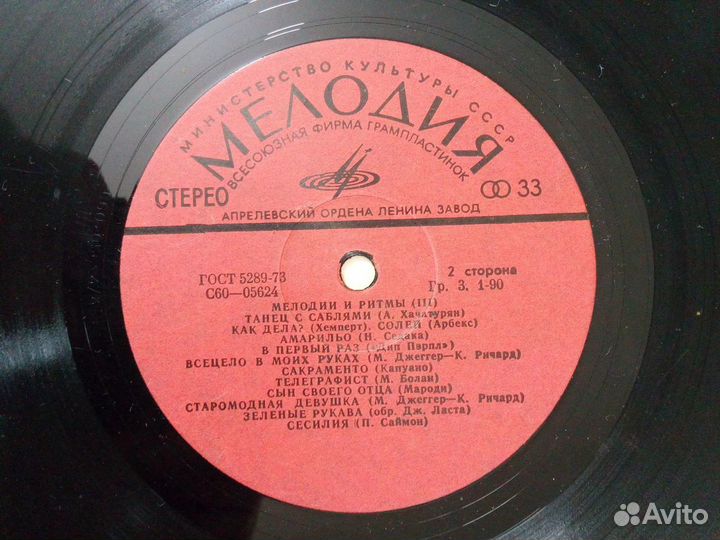 МИНИСТЕРСТВО КУЛЬТУРЫ СССР
МЕЛОДИЯ
ВСЕСОЮЗНАЯ ФИРМА ГРАМПЛАСТИНОК
СТЕРЕО
33
АПРЕЛЕВСКИЙ ОРДЕНА ЛЕНИНА ЗАВОД
ГОСТ 5289-73
2 сторона
С60—05624
Гр. 3. 1-90
МЕЛОДИИ И РИТМЫ (III)
ТАНЕЦ С САБЛЯМИ (А. Хачатурян)
КАК ДЕЛА? (Хемперт). СОЛЕЙ (Арбекс)
АМАРИЛЬО (Н. Седака)
В ПЕРВЫЙ РАЗ («Дип Пэрпл»)
ВСЕЦЕЛО В МОИХ РУКАХ (М. Джеггер—К. Ричард)
САКРАМЕНТО (Капуано)
ТЕЛЕГРАФИСТ (М. Болан)
СЫН СВОЕГО ОТЦА (Мароди)
СТАРОМОДНАЯ ДЕВУШКА (М. Джеггер—К. Ричард)
ЗЕЛЕНЫЕ РУКАВА (обр. Дж. Ласта)
СЕСИЛИЯ (П. Саймон)
Avito